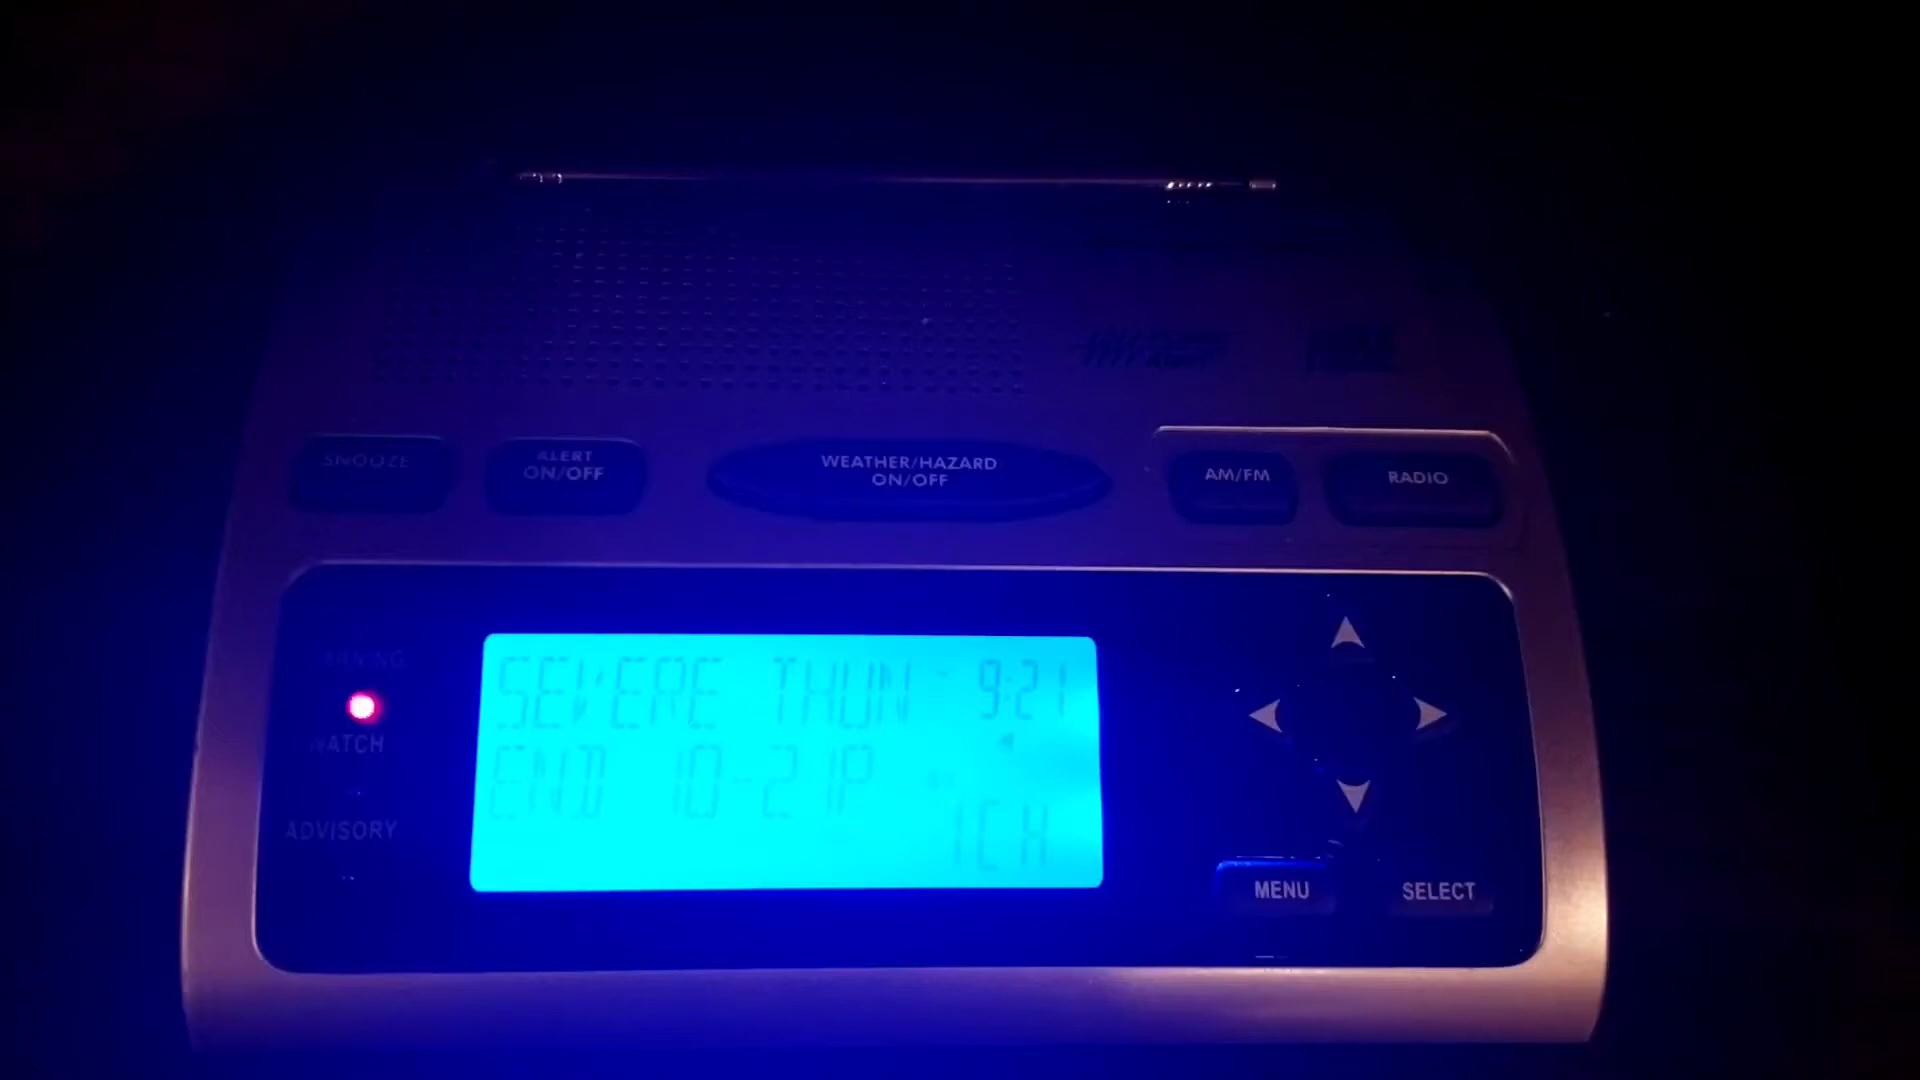 SNOOZE
ALERT
ON/OFF
WEATHER/HAZARD
ON/OFF
AM/FM
RADIO
WARNING
WATCH
ADVISORY
SEVERE THUN 9:21
END 10-21P
1CH
MENU
SELECT